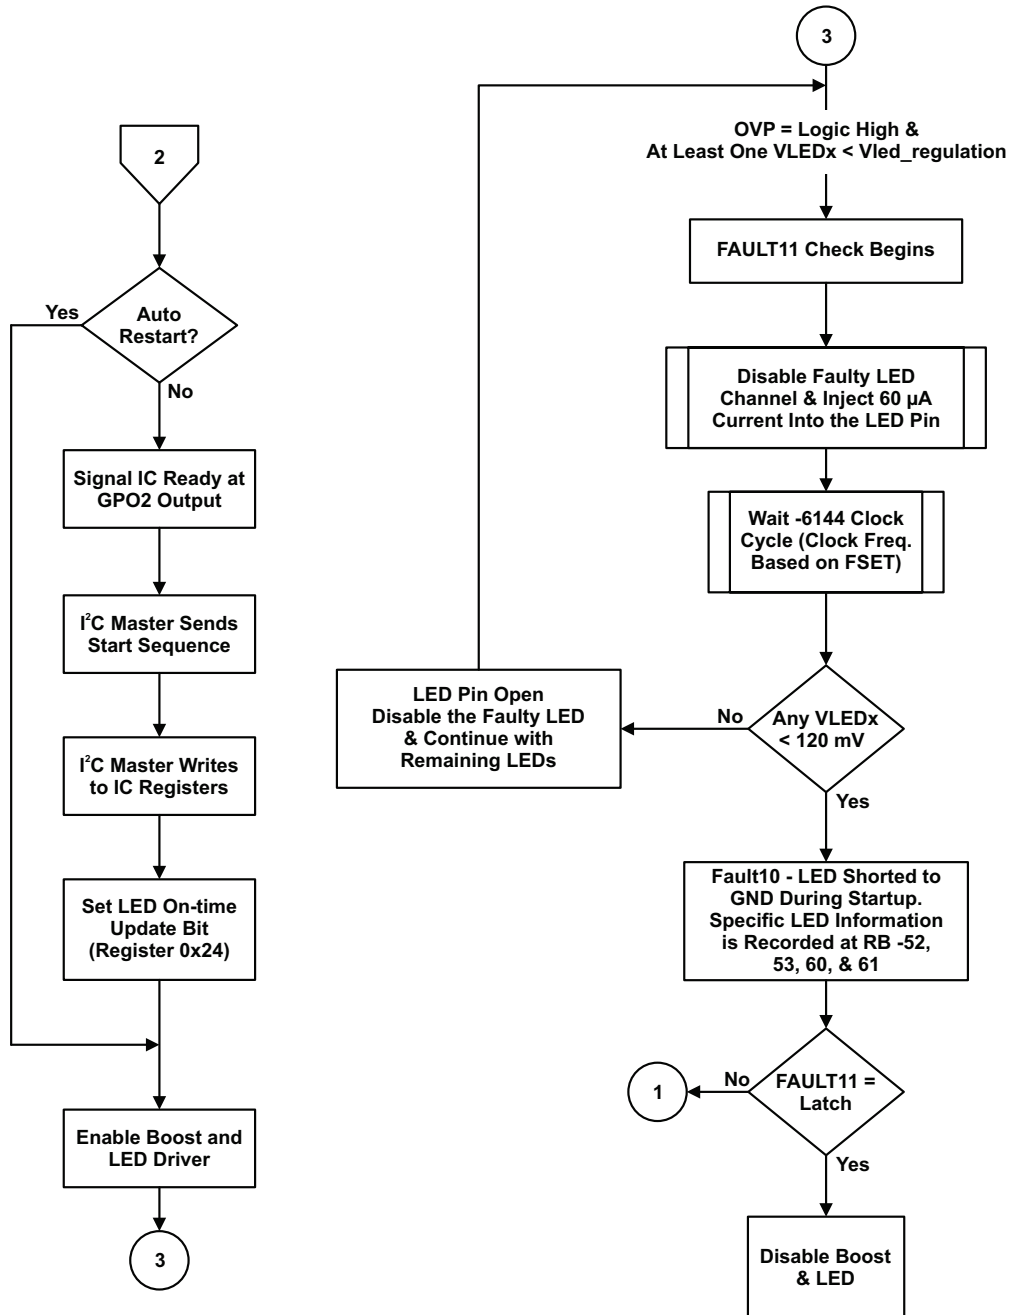 2
Auto
Restart?
Yes
No
Signal IC Ready at
GPO2 Output
I²C Master Sends
Start Sequence
I²C Master Writes
to IC Registers
Set LED On-time
Update Bit
(Register 0x24)
Enable Boost and
LED Driver
3
3
OVP = Logic High &
At Least One VLEDx < Vled_regulation
FAULT11 Check Begins
Disable Faulty LED
Channel & Inject 60 µA
Current Into the LED Pin
Wait -6144 Clock
Cycle (Clock Freq.
Based on FSET)
Any VLEDx
< 120 mV
No
LED Pin Open
Disable the Faulty LED
& Continue with
Remaining LEDs
Yes
Fault10 - LED Shorted to
GND During Startup.
Specific LED Information
is Recorded at RB -52,
53, 60, & 61
FAULT11 =
Latch
No
1
Yes
Disable Boost
& LED